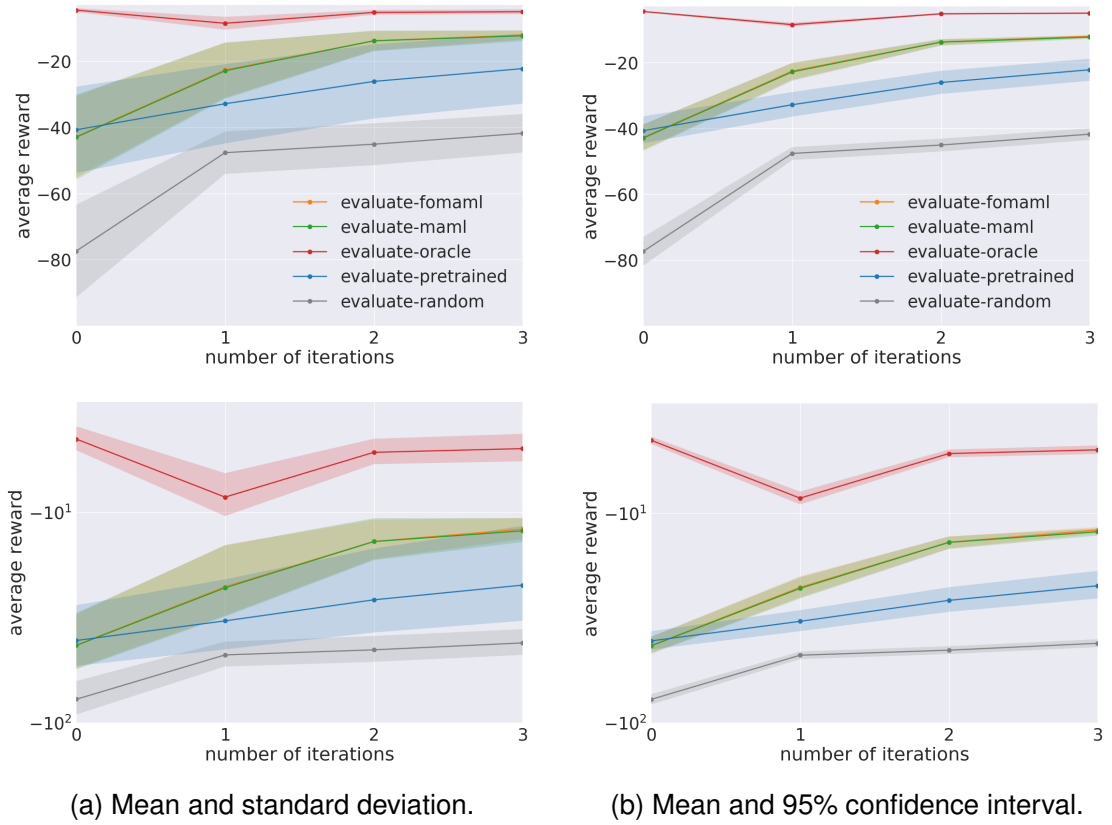 average reward
−20
−40
−60
−80
evaluate-fomaml
evaluate-maml
evaluate-oracle
evaluate-pretrained
evaluate-random
0 1 2 3
number of iterations
average reward
−20
−40
−60
−80
evaluate-fomaml
evaluate-maml
evaluate-oracle
evaluate-pretrained
evaluate-random
0 1 2 3
number of iterations
average reward
−10¹
−10²
0 1 2 3
number of iterations
average reward
−10¹
−10²
0 1 2 3
number of iterations
(a) Mean and standard deviation.
(b) Mean and 95% confidence interval.